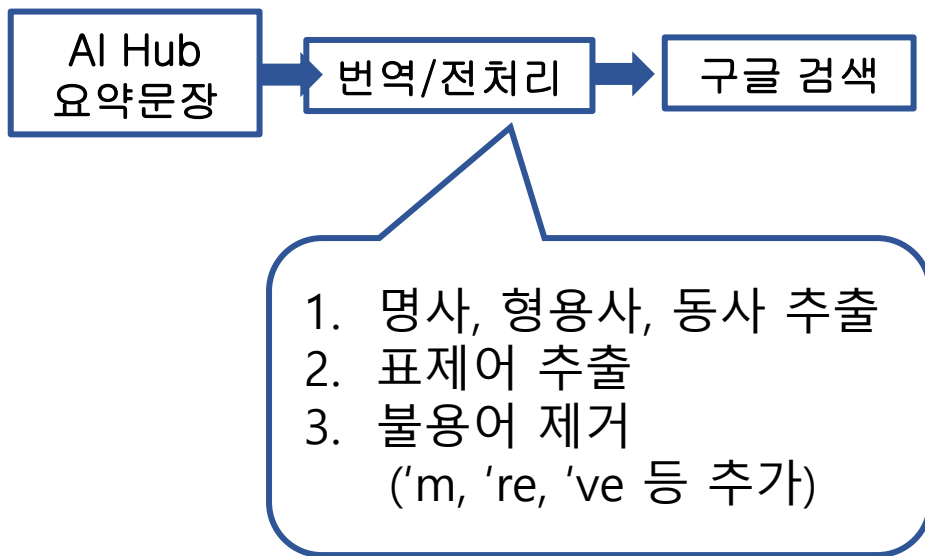 AI Hub
요약문장
번역/전처리
구글 검색
1. 명사, 형용사, 동사 추출
2. 표제어 추출
3. 불용어 제거
(‘m, ‘re, ‘ve 등 추가)